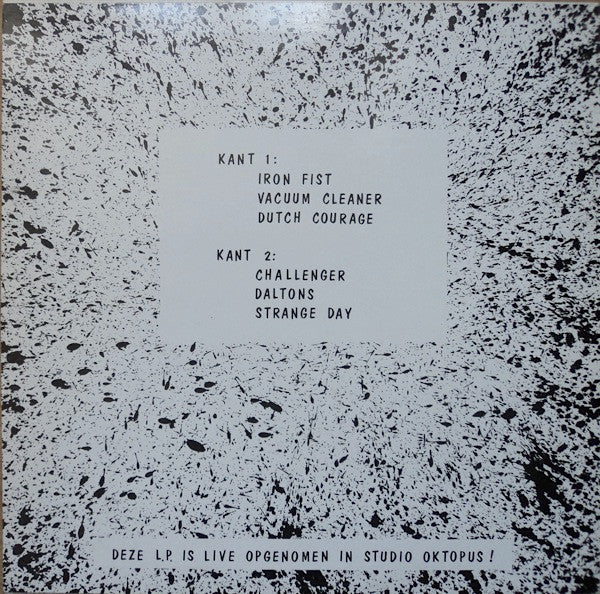 KANT 1:
IRON FIST
VACUUM CLEANER
DUTCH COURAGE
KANT 2:
CHALLENGER
DALTONS
STRANGE DAY
DEZE L.P. IS LIVE OPGENOMEN IN STUDIO OKTOPUS!